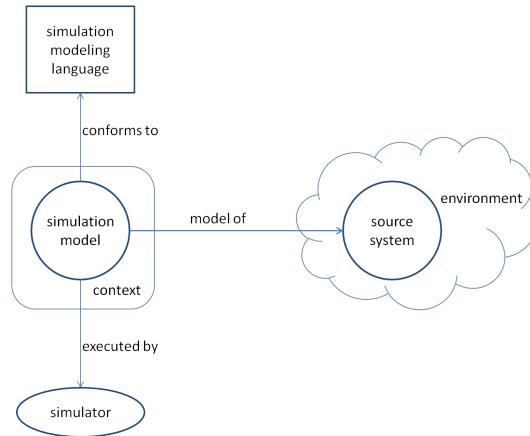 simulation
modeling
language
conforms to
simulation
model
context
model of
source
system
environment
executed by
simulator